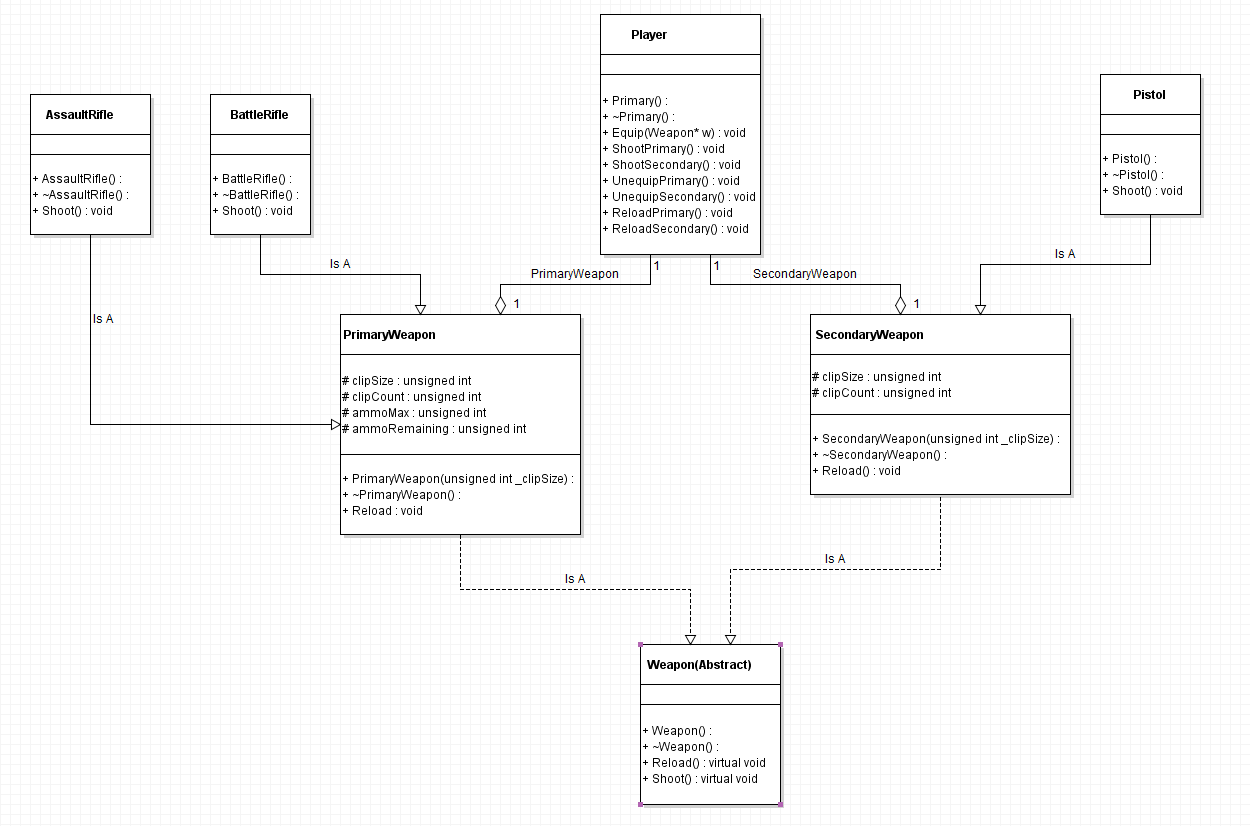 Player
+ Primary() :
+ ~Primary() :
+ Equip(Weapon* w) : void
+ ShootPrimary() : void
+ ShootSecondary() : void
+ UnequipPrimary() : void
+ UnequipSecondary() : void
+ ReloadPrimary() : void
+ ReloadSecondary() : void
AssaultRifle
+ AssaultRifle() :
+ ~AssaultRifle() :
+ Shoot() : void
BattleRifle
+ BattleRifle() :
+ ~BattleRifle() :
+ Shoot() : void
Pistol
+ Pistol() :
+ ~Pistol() :
+ Shoot() : void
Is A
Is A
PrimaryWeapon
1
1
1
SecondaryWeapon
1
Is A
PrimaryWeapon
# clipSize : unsigned int
# clipCount : unsigned int
# ammoMax : unsigned int
# ammoRemaining : unsigned int
+ PrimaryWeapon(unsigned int _clipSize) :
+ ~PrimaryWeapon() :
+ Reload : void
SecondaryWeapon
# clipSize : unsigned int
# clipCount : unsigned int
+ SecondaryWeapon(unsigned int _clipSize) :
+ ~SecondaryWeapon() :
+ Reload() : void
Is A
Is A
Weapon(Abstract)
+ Weapon() :
+ ~Weapon() :
+ Reload() : virtual void
+ Shoot() : virtual void